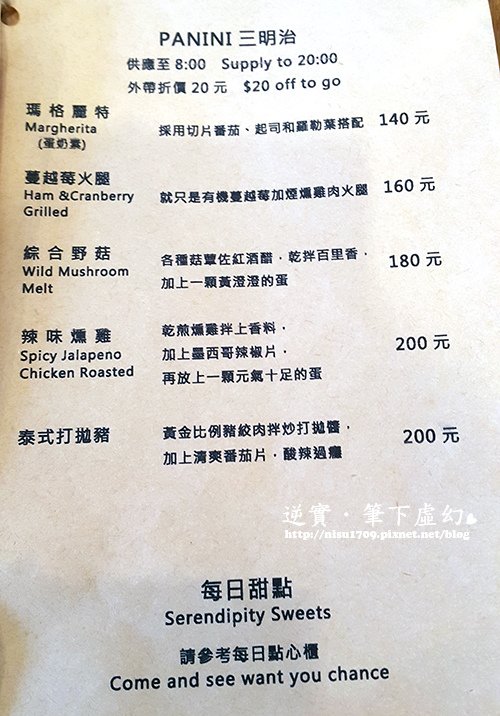 PANINI 三明治
供應至 8:00 Supply to 20:00
外帶折價 20 元 $20 off to go
瑪格麗特
Margherita
(蛋奶素)
採用切片番茄、起司和羅勒葉搭配 140 元
蔓越莓火腿
Ham &Cranberry
Grilled
就只是有機蔓越莓加煙燻雞肉火腿 160 元
綜合野菇
Wild Mushroom
Melt
各種菇蕈佐紅酒醋，乾拌百里香，
加上一顆黃澄澄的蛋
180 元
辣味燻雞
Spicy Jalapeno
Chicken Roasted
乾煎燻雞拌上香料，
加上墨西哥辣椒片，
再放上一顆元氣十足的蛋
200 元
泰式打拋豬
黃金比例豬絞肉拌炒打拋醬，
加上清爽番茄片，酸辣過癮
200 元
逆實·筆下虛幻
http://nisu1709.pixnet.net/blog
每日甜點
Serendipity Sweets
請參考每日點心櫃
Come and see want you chance